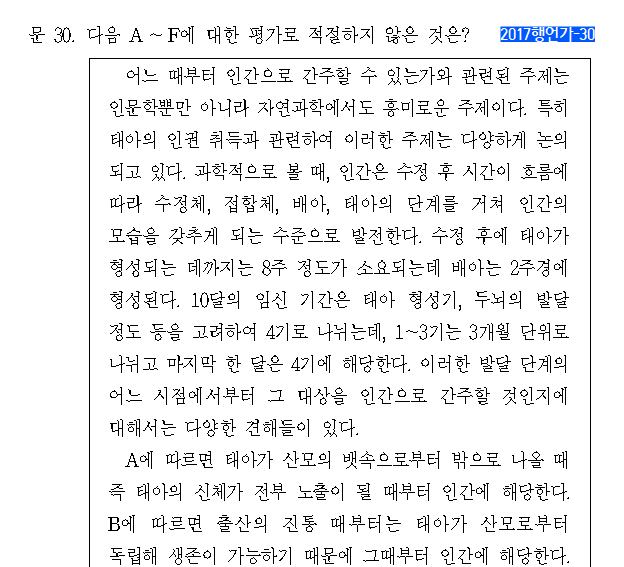 문 30. 다음 A ~ F에 대한 평가로 적절하지 않은 것은? 2017행언가-30
어느 때부터 인간으로 간주할 수 있는가와 관련된 주제는
인문학뿐만 아니라 자연과학에서도 흥미로운 주제이다. 특히
태아의 인권 취득과 관련하여 이러한 주제는 다양하게 논의
되고 있다. 과학적으로 볼 때, 인간은 수정 후 시간이 흐름에
따라 수정체, 접합체, 배아, 태아의 단계를 거쳐 인간의
모습을 갖추게 되는 수준으로 발전한다. 수정 후에 태아가
형성되는 데까지는 8주 정도가 소요되는데 배아는 2주경에
형성된다. 10달의 임신 기간은 태아 형성기, 두뇌의 발달
정도 등을 고려하여 4기로 나뉘는데, 1~3기는 3개월 단위로
나뉘고 마지막 한 달은 4기에 해당한다. 이러한 발달 단계의
어느 시점에서부터 그 대상을 인간으로 간주할 것인지에
대해서는 다양한 견해들이 있다.
A에 따르면 태아가 산모의 뱃속으로부터 밖으로 나올 때
즉 태아의 신체가 전부 노출이 될 때부터 인간에 해당한다.
B에 따르면 출산의 진통 때부터는 태아가 산모로부터
독립해 생존이 가능하기 때문에 그때부터 인간에 해당한다.